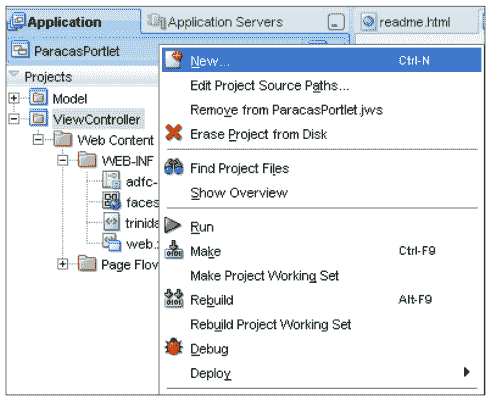 Application
Application Servers
readme.html
ParacasPortlet
Projects
Model
ViewController
Web Content
WEB-INF
adfc-
faces
trinida
web.
Page Flov
New... Ctrl-N
Edit Project Source Paths...
Remove from ParacasPortlet.jws
Erase Project from Disk
Find Project Files
Show Overview
Run
Make Ctrl-F9
Make Project Working Set
Rebuild Alt-F9
Rebuild Project Working Set
Debug
Deploy